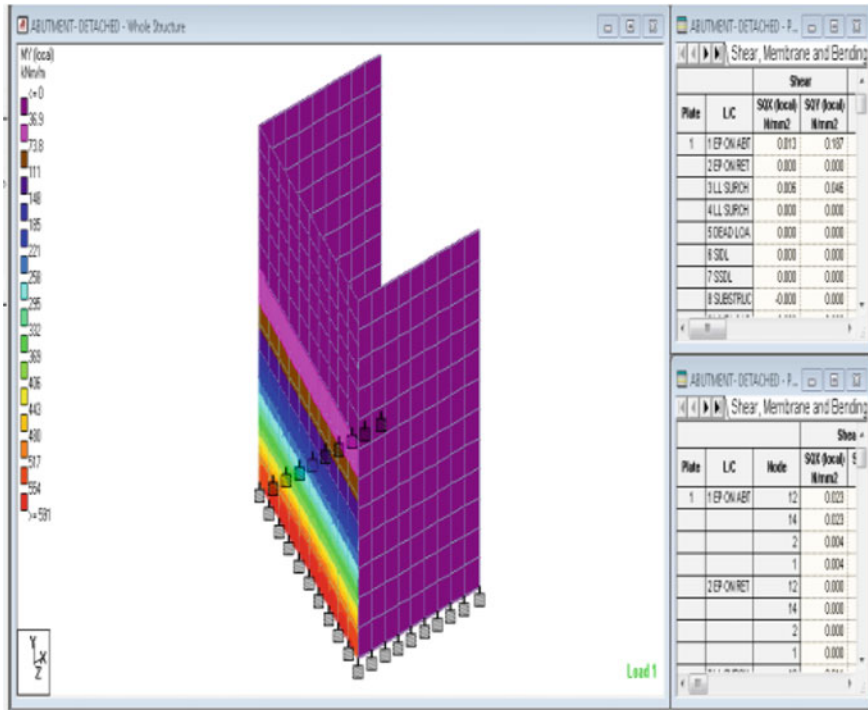 ABUTMENT- DETACHED - Whole Structure
MY (local)
kNm/m
<= 0
36.9
73.8
111
148
185
221
258
295
332
369
406
443
480
517
554
>= 591
Y
X
Z
Load 1
ABUTMENT- DETACHED - P...
Shear, Membrane and Bending
Shear
Plate L/C SQX (local) N/mm2 SQY (local) N/mm2
1 1 EP ON ABT 0.013 0.187
2 EP ON RET 0.000 0.000
3 LL SURCH 0.006 0.046
4 LL SURCH 0.000 0.000
5 DEAD LOA. 0.000 0.000
6 SIDL 0.000 0.000
7 SSDL 0.000 0.000
8 SUBSTRUC -0.000 0.000
ABUTMENT- DETACHED - P...
Shear, Membrane and Bending
Shea
Plate L/C Node SQX (local) N/mm2 S
1 1 EP ON ABT 12 0.023
14 0.023
2 0.004
1 0.004
2 EP ON RET 12 0.000
14 0.000
2 0.000
1 0.000